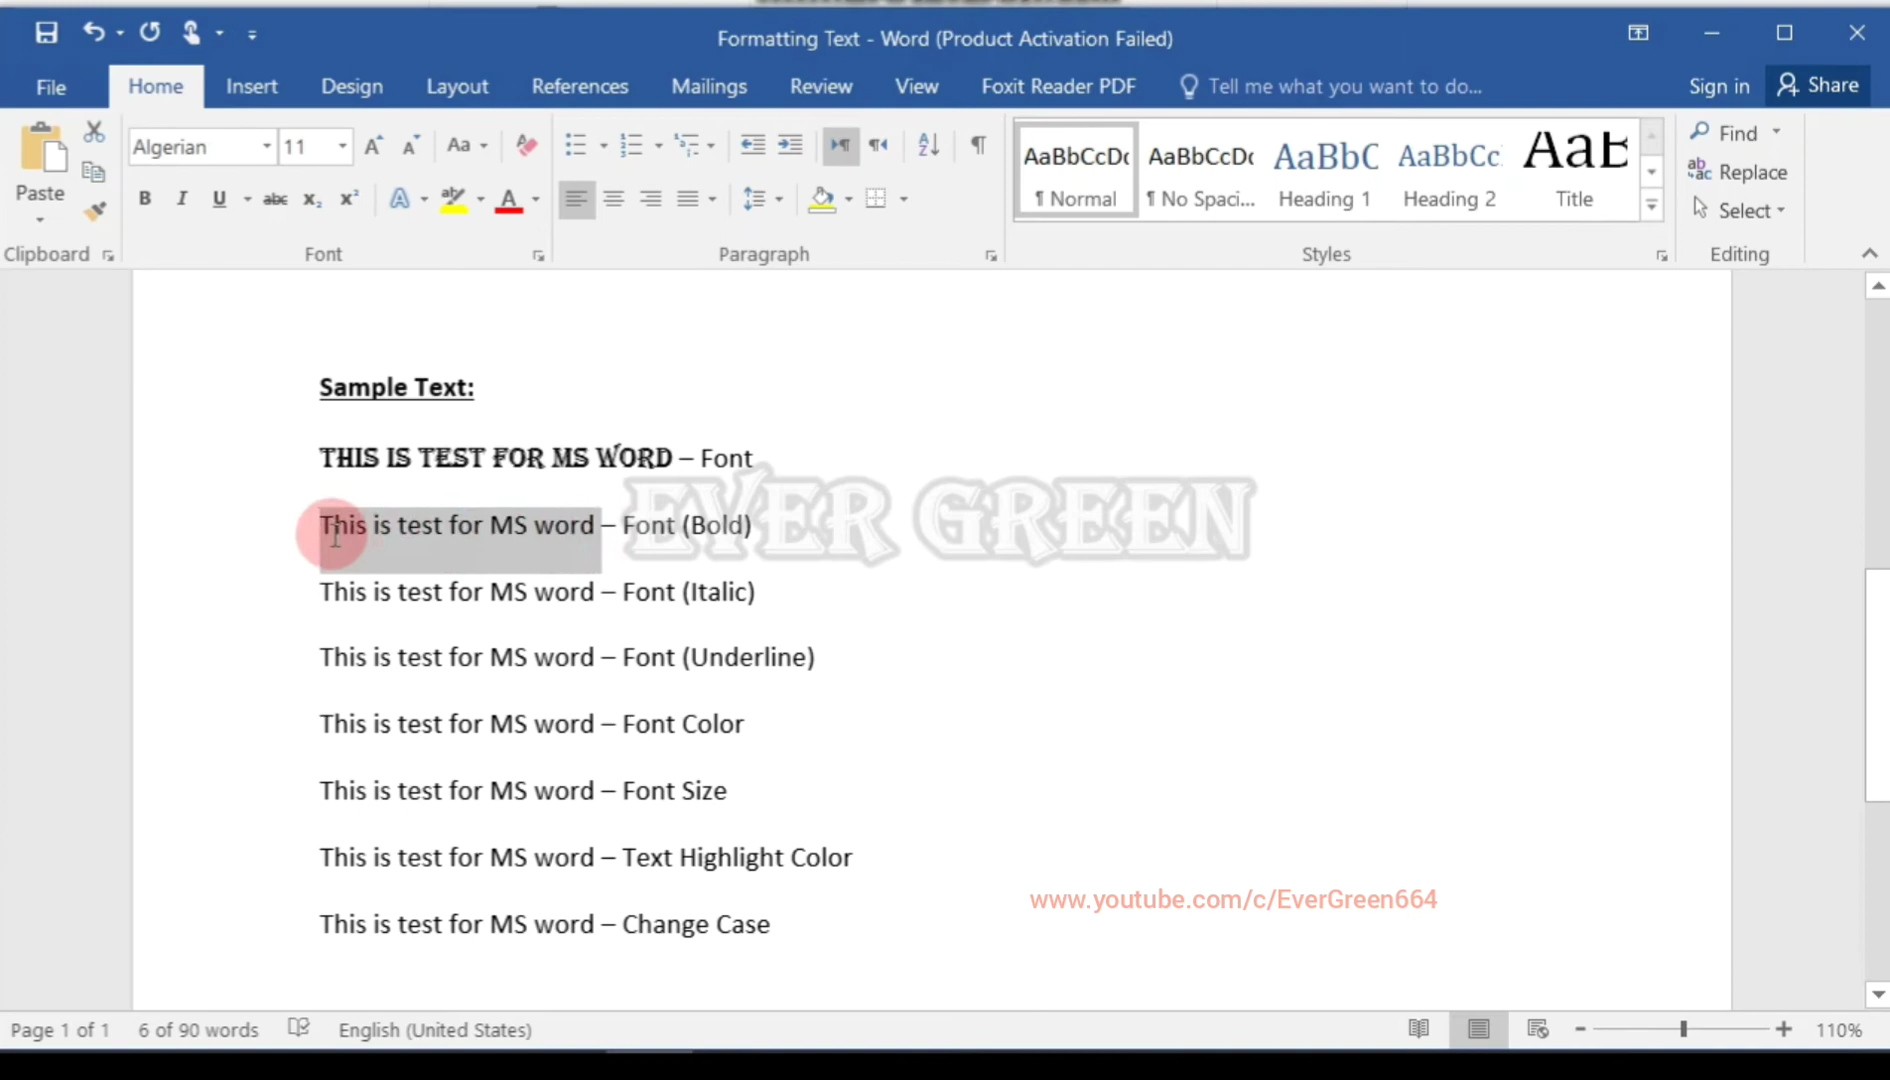 Formatting Text - Word (Product Activation Failed)
File Home Insert Design Layout References Mailings Review View Foxit Reader PDF Tell me what you want to do... Sign in Share
Paste
Clipboard
Algerian 11 Aa
B I U abc x₂ x² A ab A
Font
Paragraph
AaBbCcDc AaBbCcDc AaBbC AaBbCc AaB
¶ Normal ¶ No Spaci... Heading 1 Heading 2 Title
Styles
Find
Replace
Select
Editing
Sample Text:
THIS IS TEST FOR MS WORD – Font
This is test for MS word – Font (Bold)
EVER GREEN
This is test for MS word – Font (Italic)
This is test for MS word – Font (Underline)
This is test for MS word – Font Color
This is test for MS word – Font Size
This is test for MS word – Text Highlight Color
www.youtube.com/c/EverGreen664
This is test for MS word – Change Case
Page 1 of 1 6 of 90 words English (United States) 110%